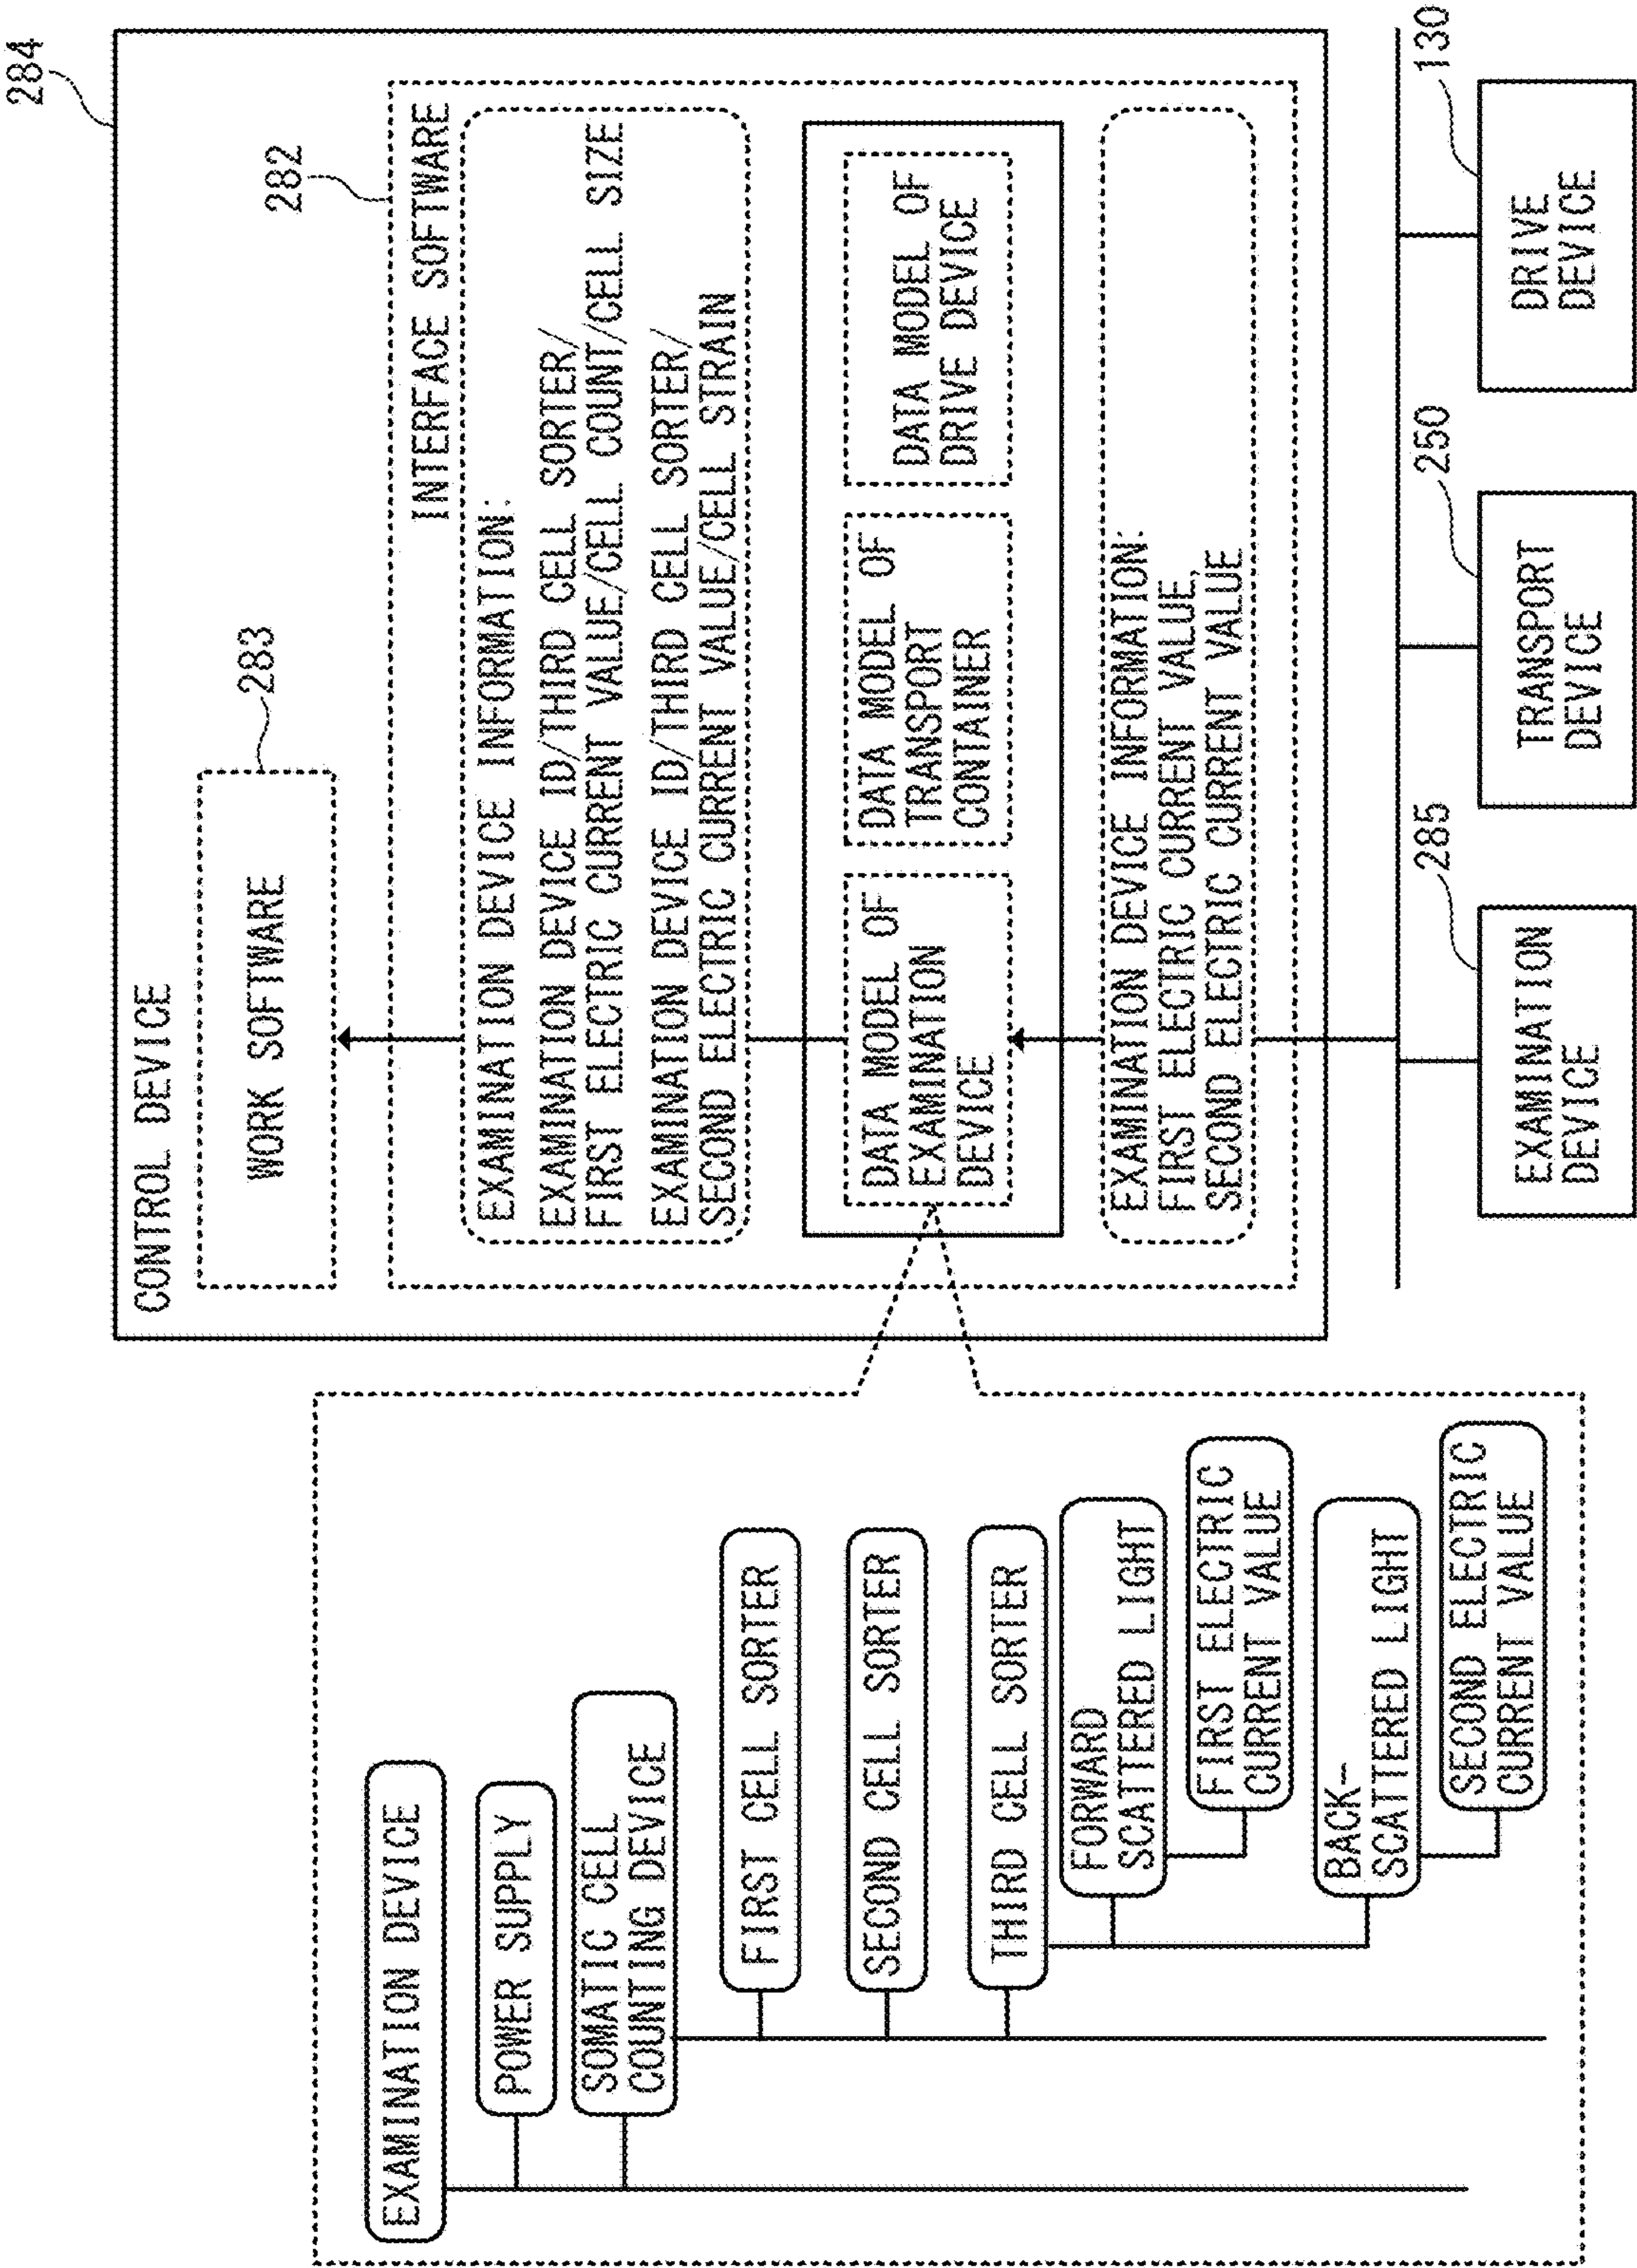 284
CONTROL DEVICE
283
WORK SOFTWARE
282
INTERFACE SOFTWARE
EXAMINATION DEVICE INFORMATION:
EXAMINATION DEVICE ID/THIRD CELL SORTER/
FIRST ELECTRIC CURRENT VALUE/CELL COUNT/CELL SIZE
EXAMINATION DEVICE ID/THIRD CELL SORTER/
SECOND ELECTRIC CURRENT VALUE/CELL STRAIN
DATA MODEL OF
EXAMINATION
DEVICE
DATA MODEL OF
TRANSPORT
CONTAINER
DATA MODEL OF
DRIVE DEVICE
EXAMINATION DEVICE INFORMATION:
FIRST ELECTRIC CURRENT VALUE,
SECOND ELECTRIC CURRENT VALUE
285
EXAMINATION
DEVICE
250
TRANSPORT
DEVICE
130
DRIVE
DEVICE
EXAMINATION DEVICE
POWER SUPPLY
SOMATIC CELL
COUNTING DEVICE
FIRST CELL SORTER
SECOND CELL SORTER
THIRD CELL SORTER
FORWARD
SCATTERED LIGHT
FIRST ELECTRIC
CURRENT VALUE
BACK-
SCATTERED LIGHT
SECOND ELECTRIC
CURRENT VALUE